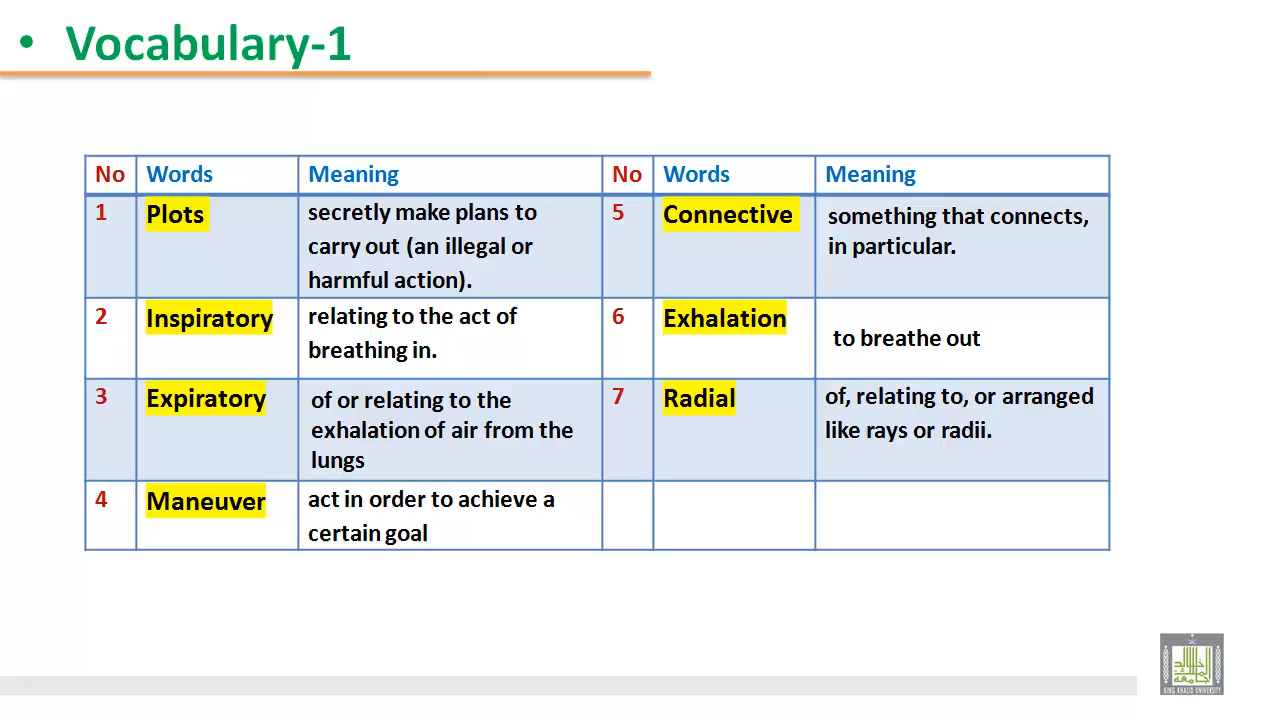 • Vocabulary-1
No Words Meaning No Words Meaning
1 Plots secretly make plans to carry out (an illegal or harmful action). 5 Connective something that connects, in particular.
2 Inspiratory relating to the act of breathing in. 6 Exhalation to breathe out
3 Expiratory of or relating to the exhalation of air from the lungs 7 Radial of, relating to, or arranged like rays or radii.
4 Maneuver act in order to achieve a certain goal
KING KHALID UNIVERSITY